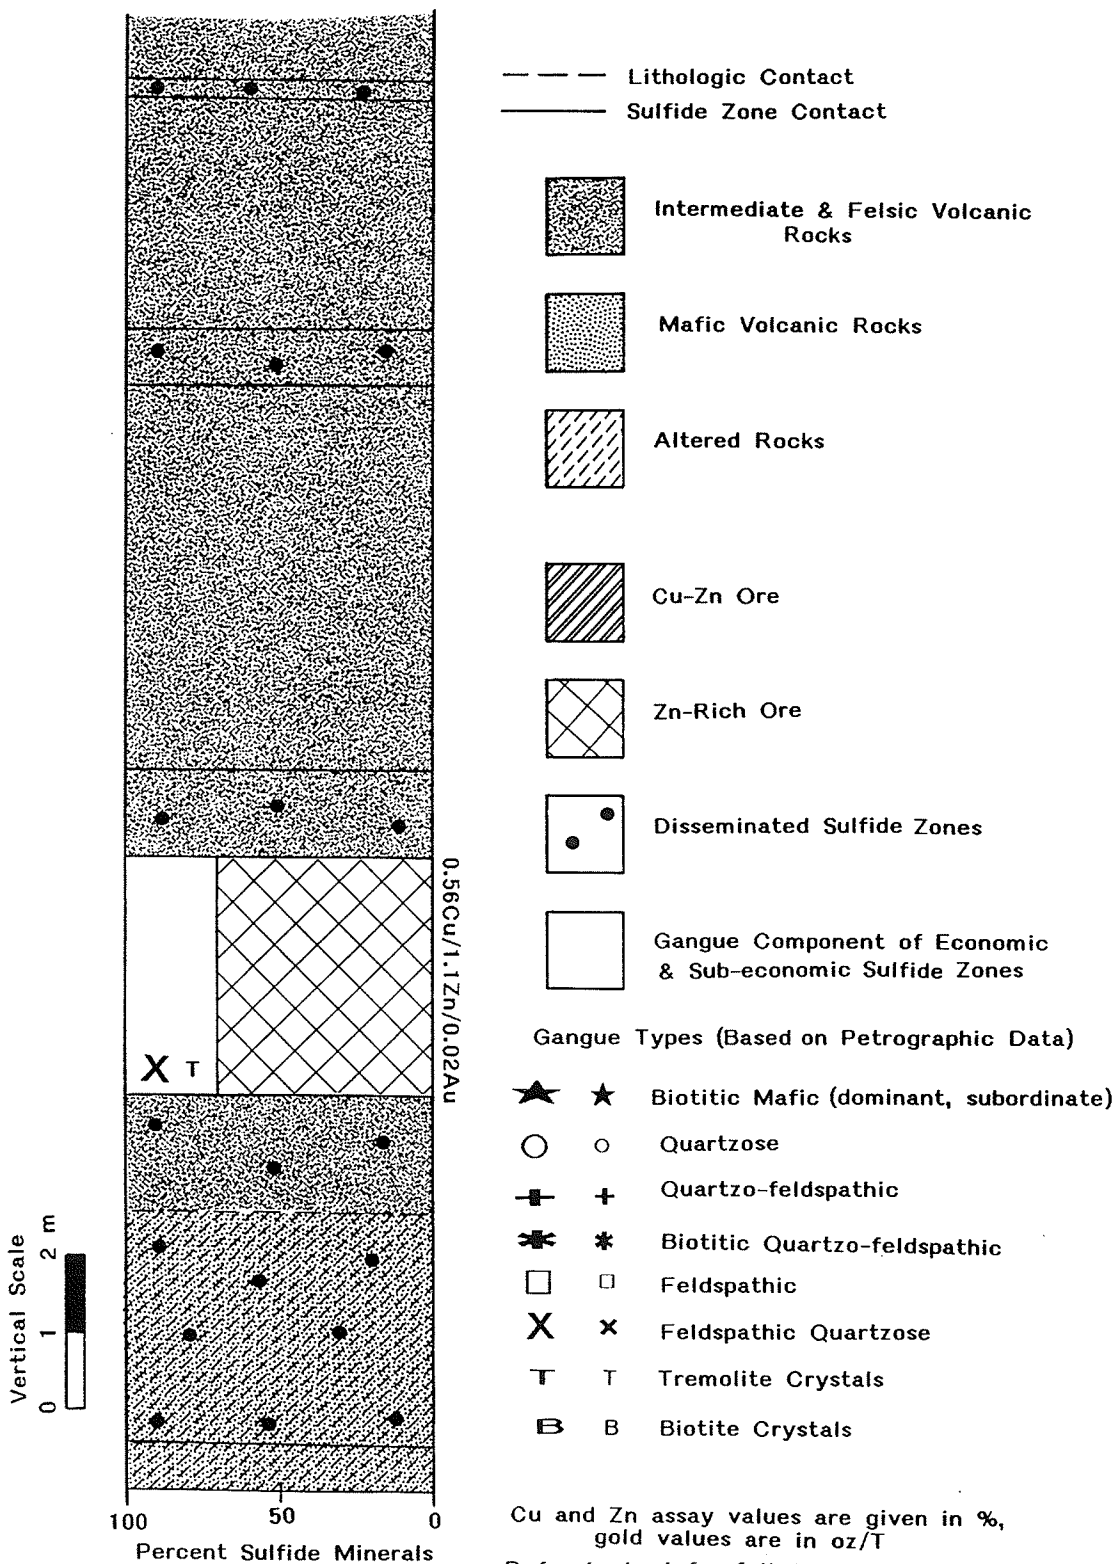 Lithologic Contact
Sulfide Zone Contact
Intermediate & Felsic Volcanic
Rocks
Mafic Volcanic Rocks
Altered Rocks
Cu-Zn Ore
Zn-Rich Ore
Disseminated Sulfide Zones
Gangue Component of Economic
& Sub-economic Sulfide Zones
Gangue Types (Based on Petrographic Data)
Biotitic Mafic (dominant, subordinate)
Quartzose
Quartzo-feldspathic
Biotitic Quartzo-feldspathic
Feldspathic
X x Feldspathic Quartzose
T T Tremolite Crystals
B B Biotite Crystals
Cu and Zn assay values are given in %,
gold values are in oz/T
0.56Cu/1.1Zn/0.02Au
X T
Vertical Scale
0 1 2 m
100 50 0
Percent Sulfide Minerals